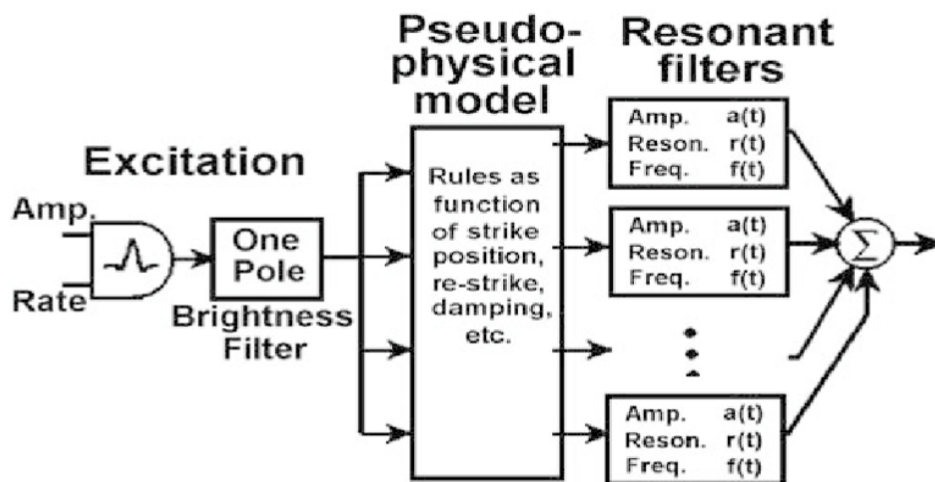 Pseudo-
physical
model
Resonant
filters
Excitation
Amp.
Rate
One
Pole
Brightness
Filter
Rules as
function
of strike
position,
re-strike,
damping,
etc.
Amp. a(t)
Reson. r(t)
Freq. f(t)
Amp. a(t)
Reson. r(t)
Freq. f(t)
Amp. a(t)
Reson. r(t)
Freq. f(t)
Σ